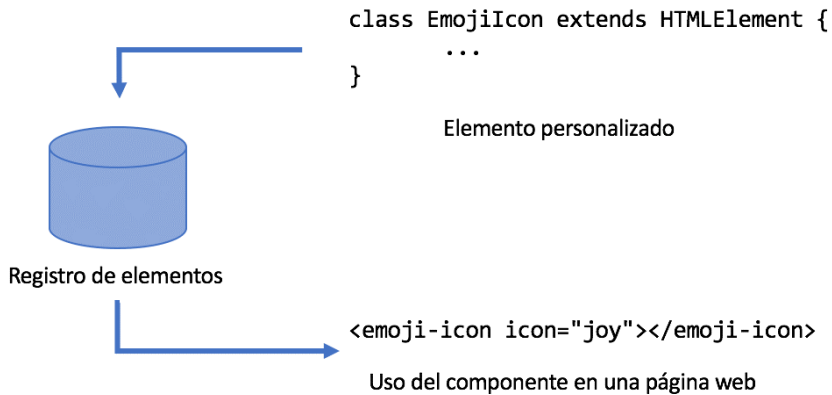 class EmojiIcon extends HTMLElement {
...
}
Elemento personalizado
Registro de elementos
<emoji-icon icon="joy"></emoji-icon>
Uso del componente en una página web